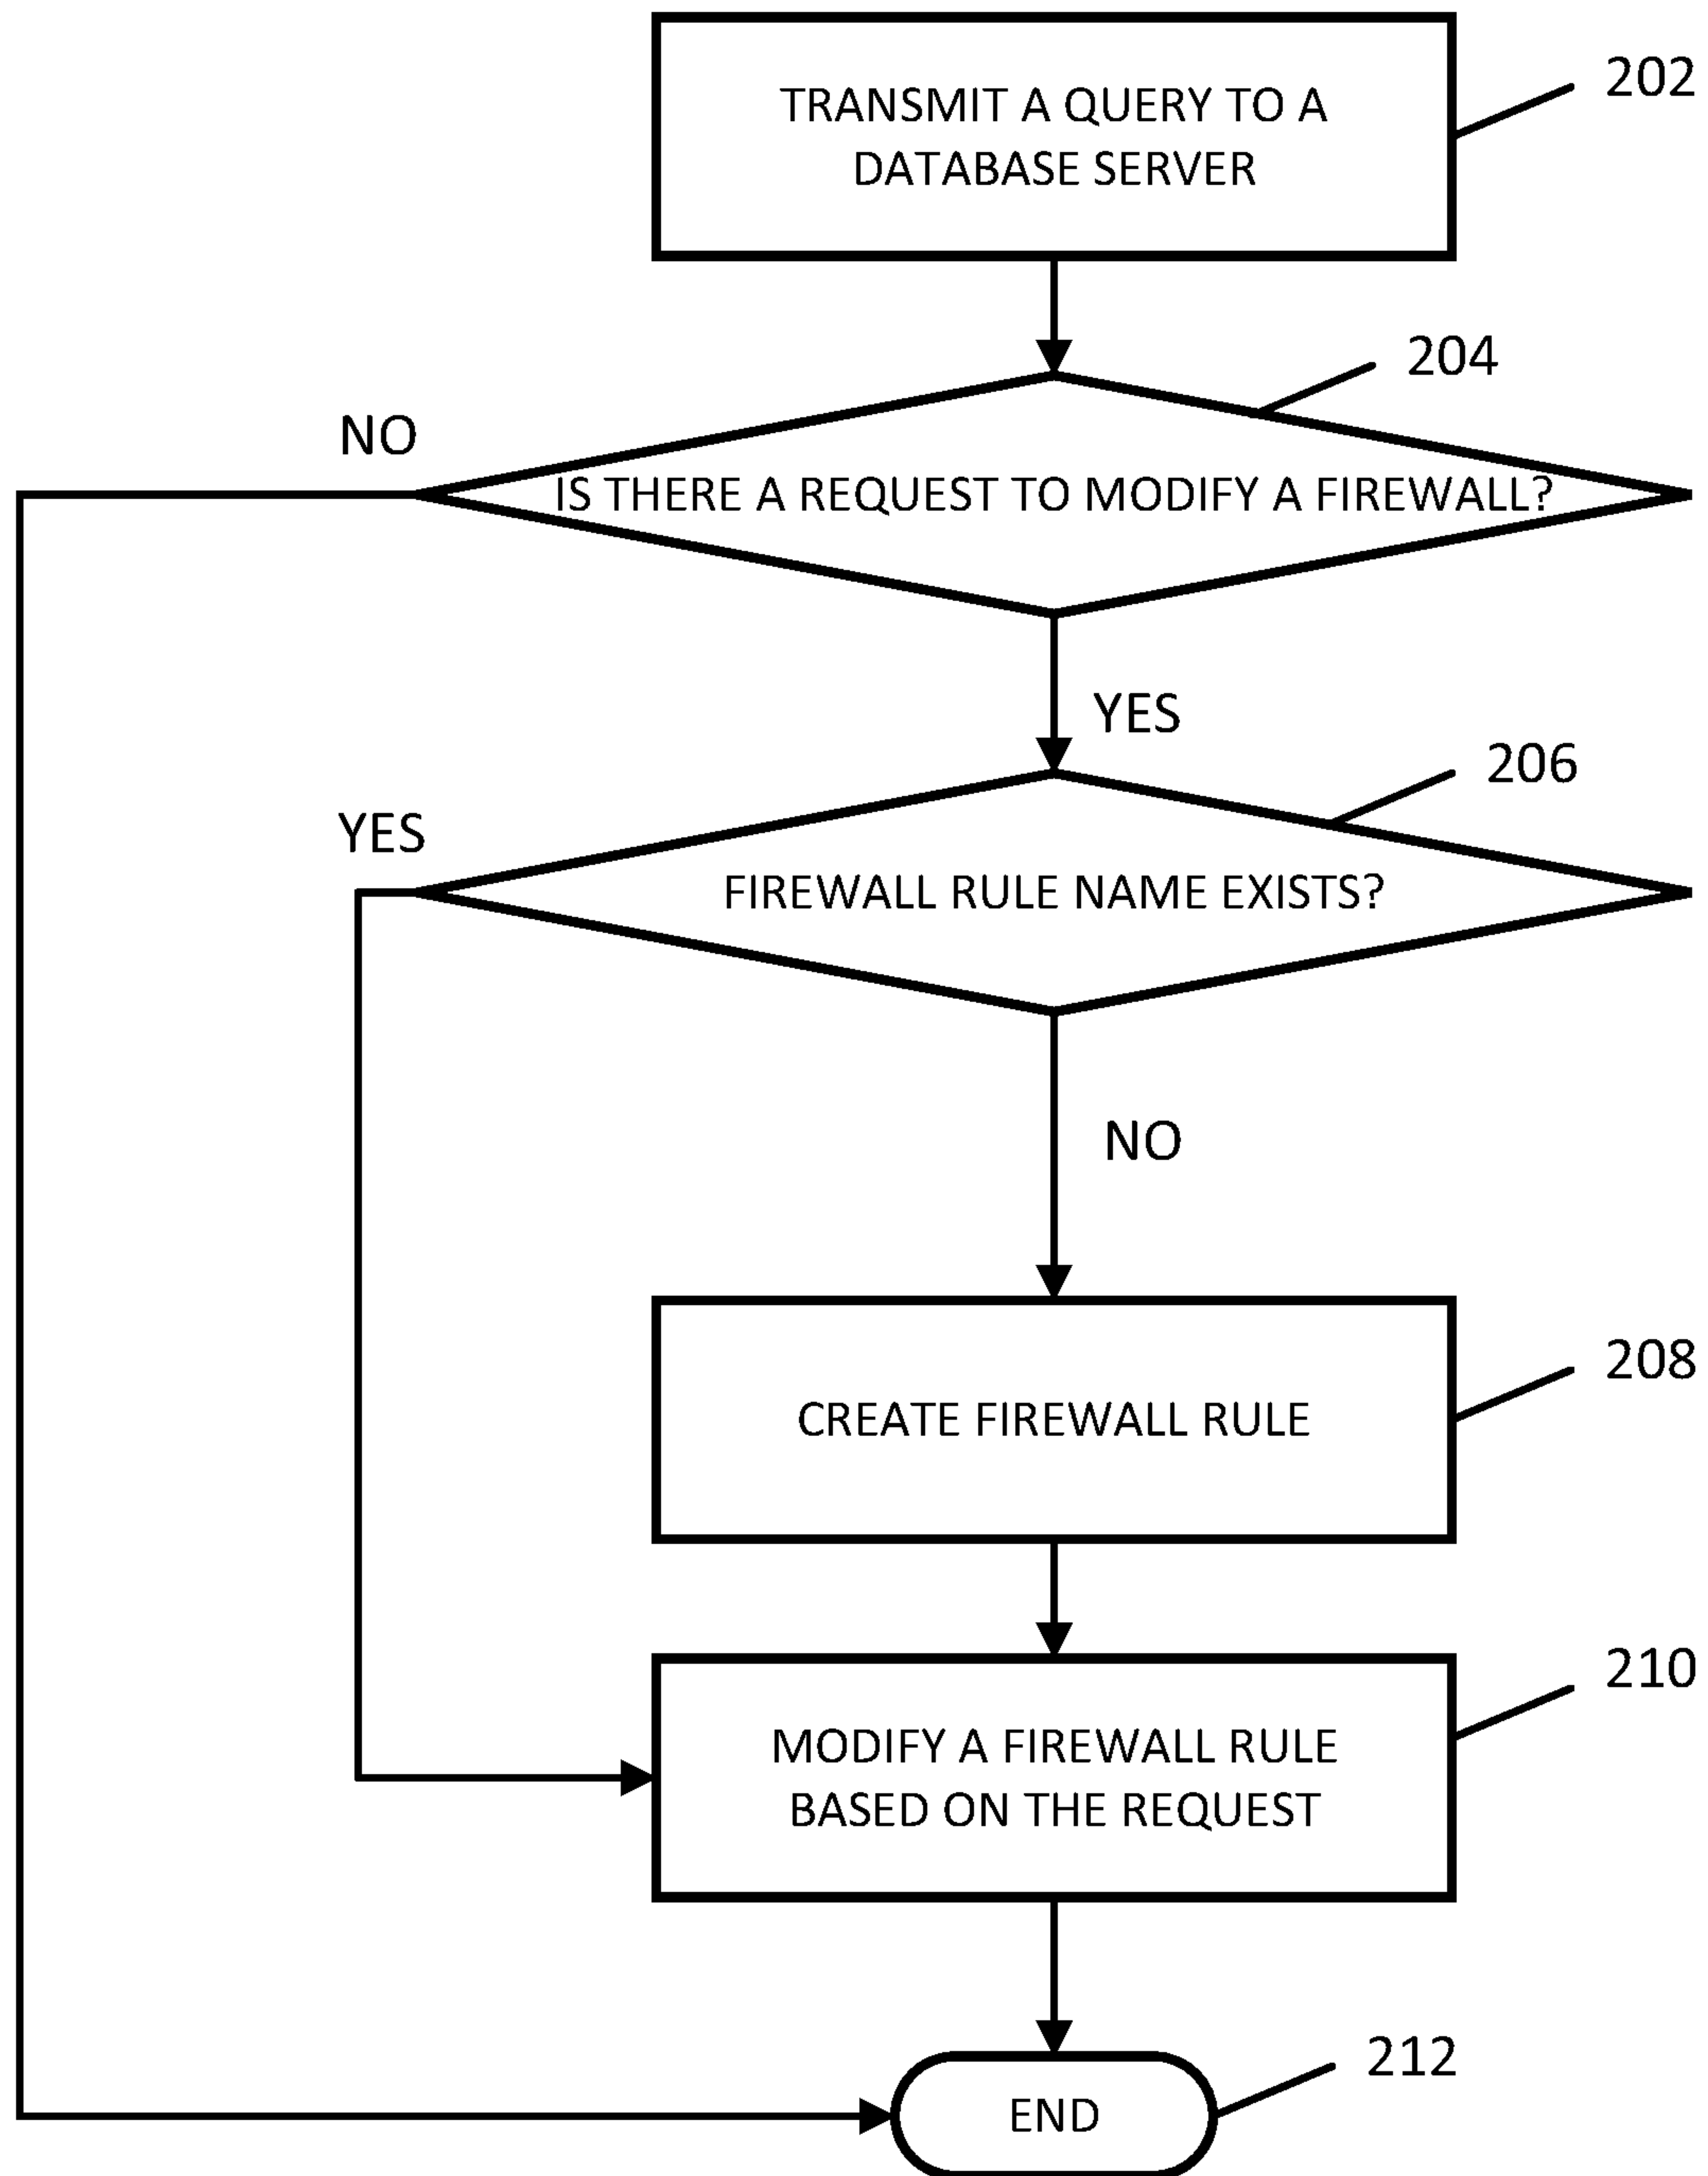 TRANSMIT A QUERY TO A
DATABASE SERVER
202
204
NO
IS THERE A REQUEST TO MODIFY A FIREWALL?
YES
206
YES
FIREWALL RULE NAME EXISTS?
NO
208
CREATE FIREWALL RULE
210
MODIFY A FIREWALL RULE
BASED ON THE REQUEST
212
END